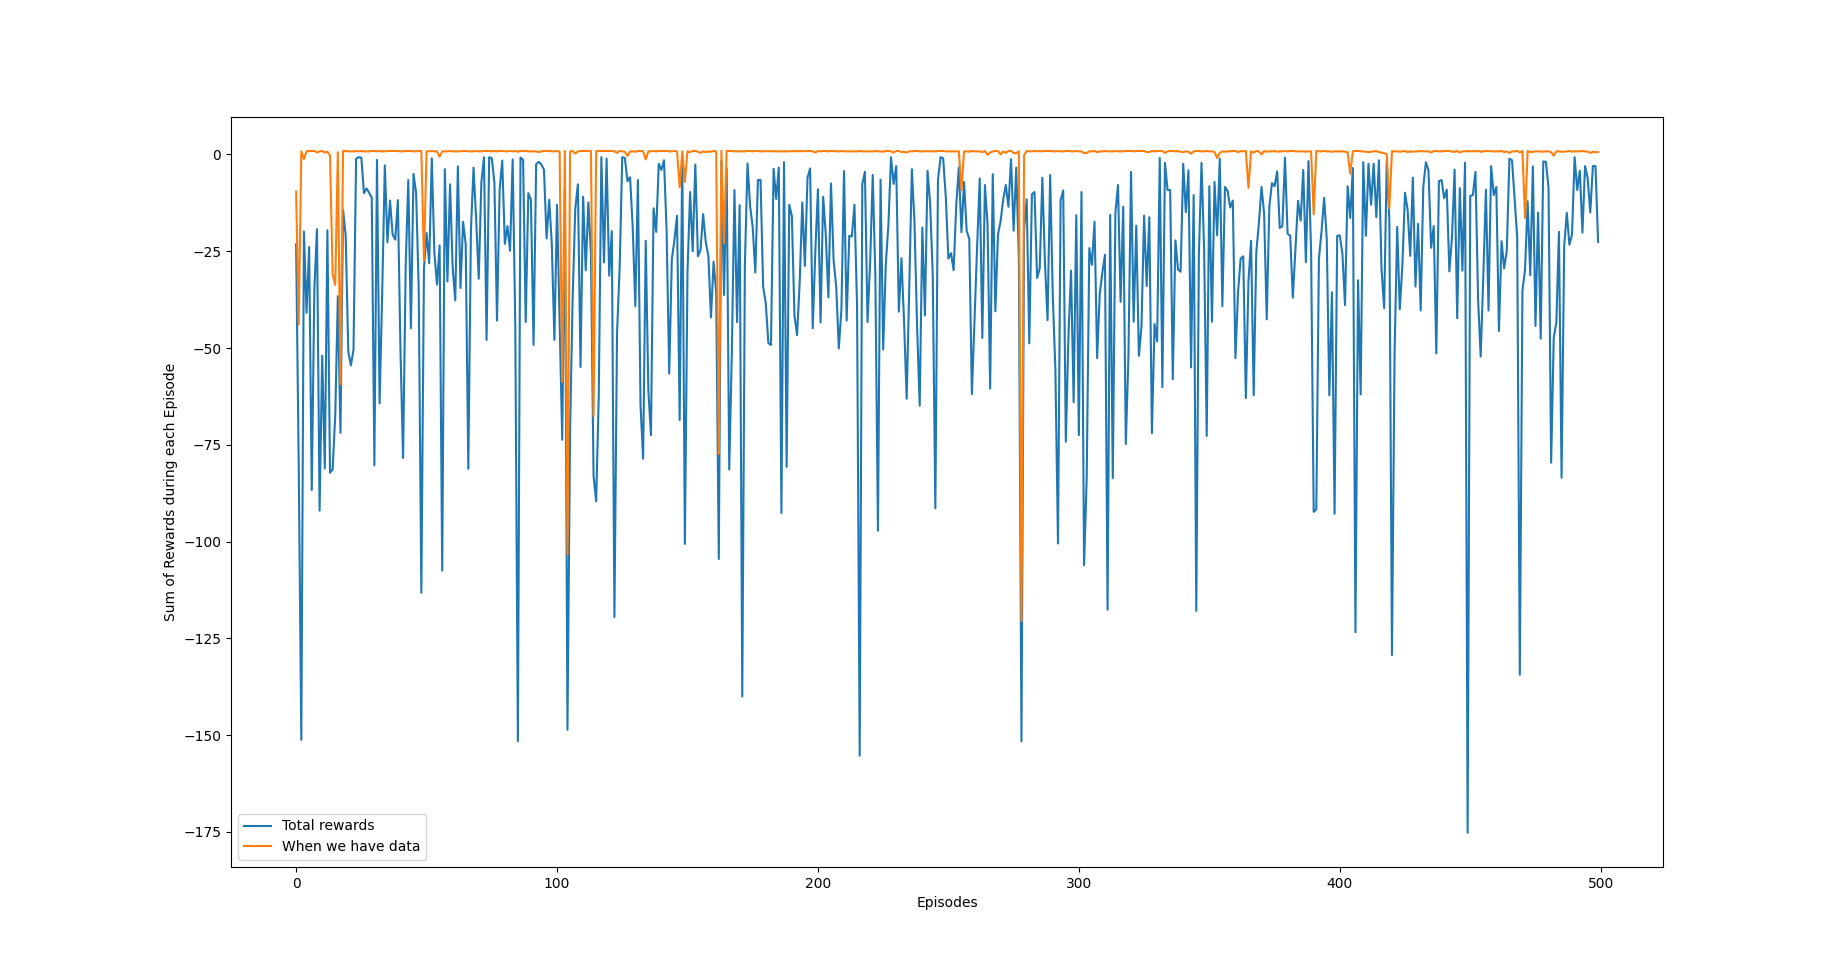 0
−25
−50
−75
−100
−125
−150
−175
Sum of Rewards during each Episode
Total rewards
When we have data
0 100 200 300 400 500
Episodes